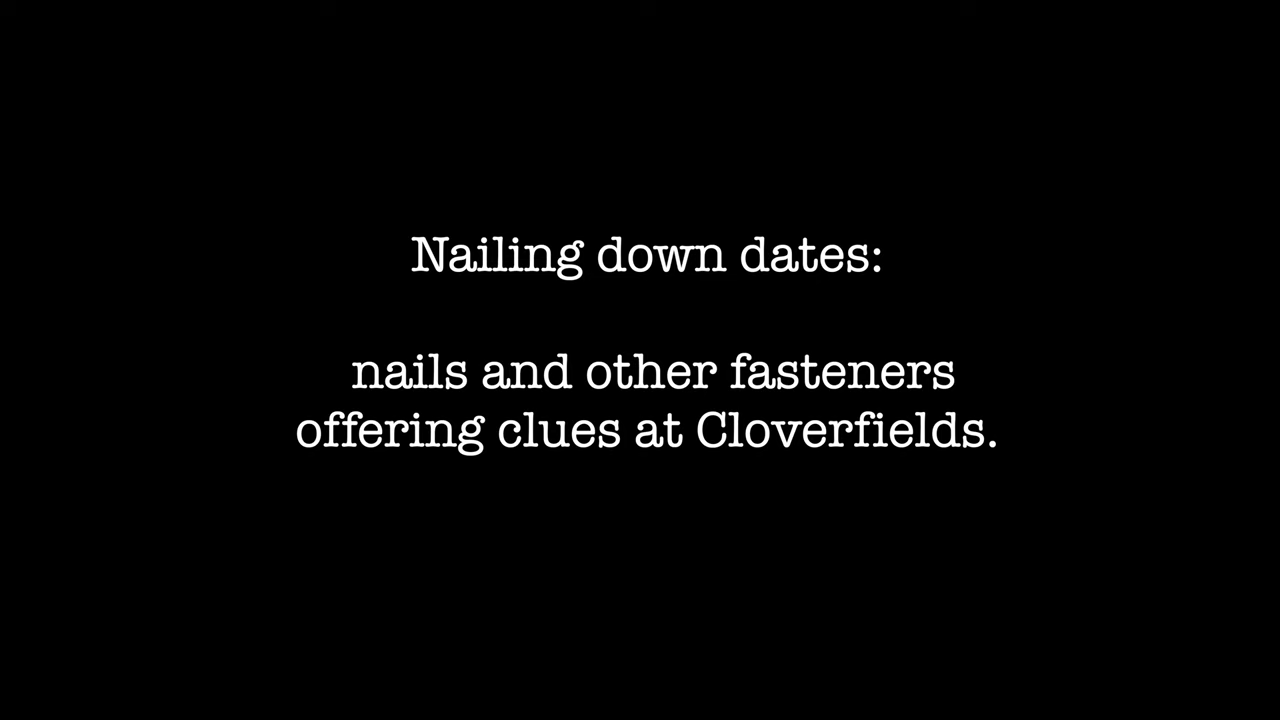 Nailing down dates:
nails and other fasteners
offering clues at Cloverfields.